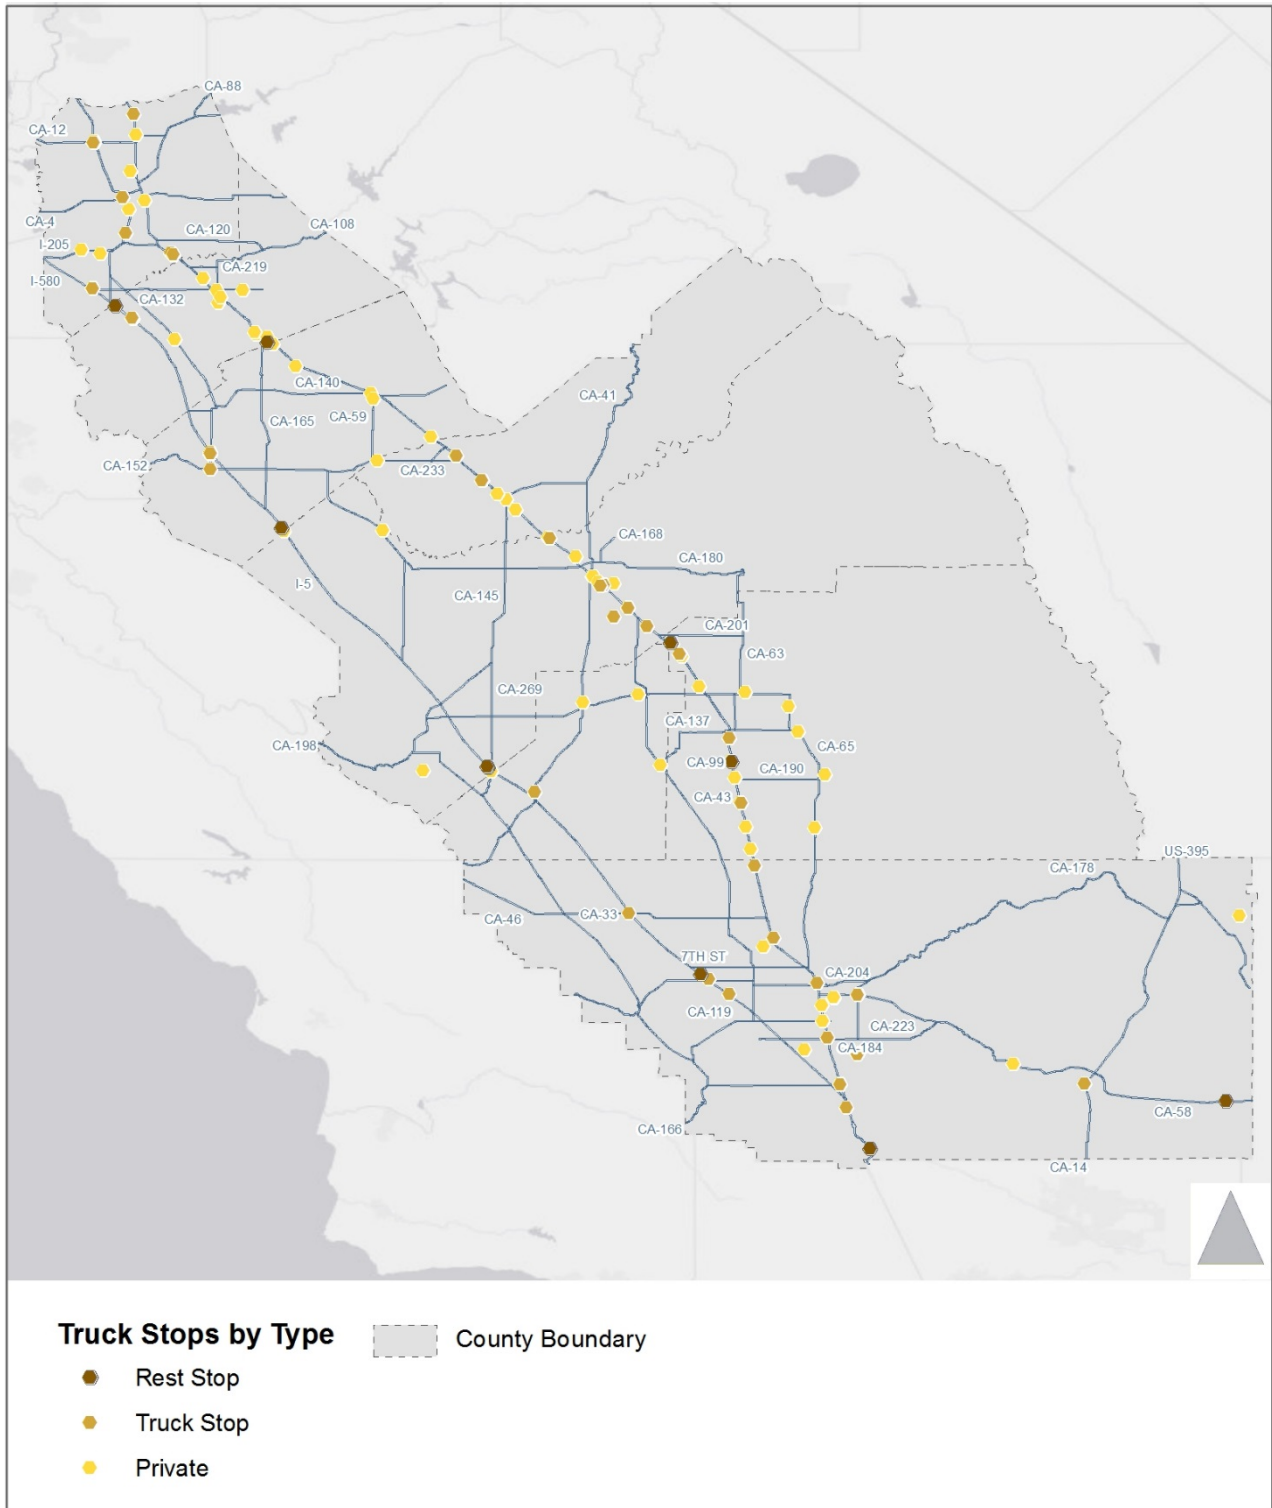 CA-88
CA-12
CA-4
CA-120
CA-108
I-205
CA-219
I-580
CA-132
CA-140
CA-41
CA-165
CA-59
CA-152
CA-233
CA-168
CA-180
I-5
CA-145
CA-201
CA-63
CA-269
CA-137
CA-198
CA-65
CA-99
CA-190
CA-43
US-395
CA-178
CA-46
CA-33
7TH ST
CA-204
CA-119
CA-223
CA-184
CA-58
CA-166
CA-14
Truck Stops by Type
County Boundary
Rest Stop
Truck Stop
Private